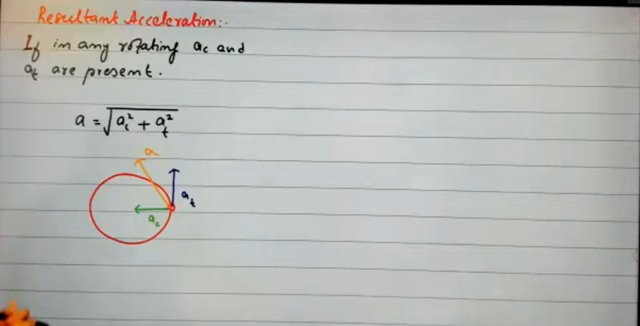 Resultant Acceleration:-
If in any rotating ac and
at are present.
a = √ac² + at²
a
at
ac